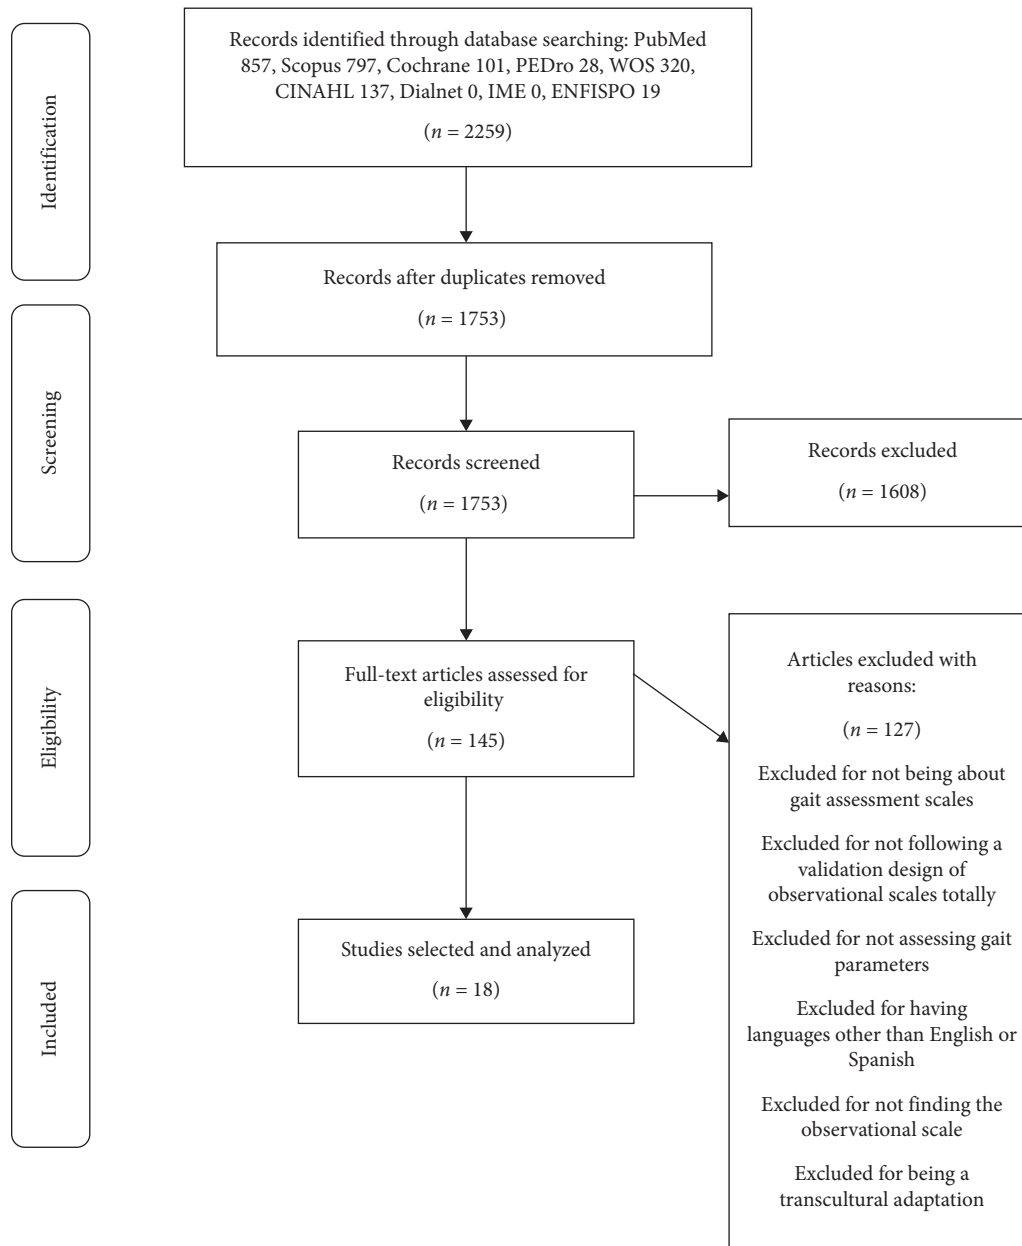 Identification
Records identified through database searching: PubMed
857, Scopus 797, Cochrane 101, PEDro 28, WOS 320,
CINAHL 137, Dialnet 0, IME 0, ENFISPO 19
(n = 2259)
Records after duplicates removed
(n = 1753)
Screening
Records screened
(n = 1753)
Records excluded
(n = 1608)
Eligibility
Full-text articles assessed for
eligibility
(n = 145)
Articles excluded with
reasons:
(n = 127)
Excluded for not being about
gait assessment scales
Excluded for not following a
validation design of
observational scales totally
Excluded for not assessing gait
parameters
Excluded for having
languages other than English or
Spanish
Excluded for not finding the
observational scale
Excluded for being a
transcultural adaptation
Included
Studies selected and analyzed
(n = 18)